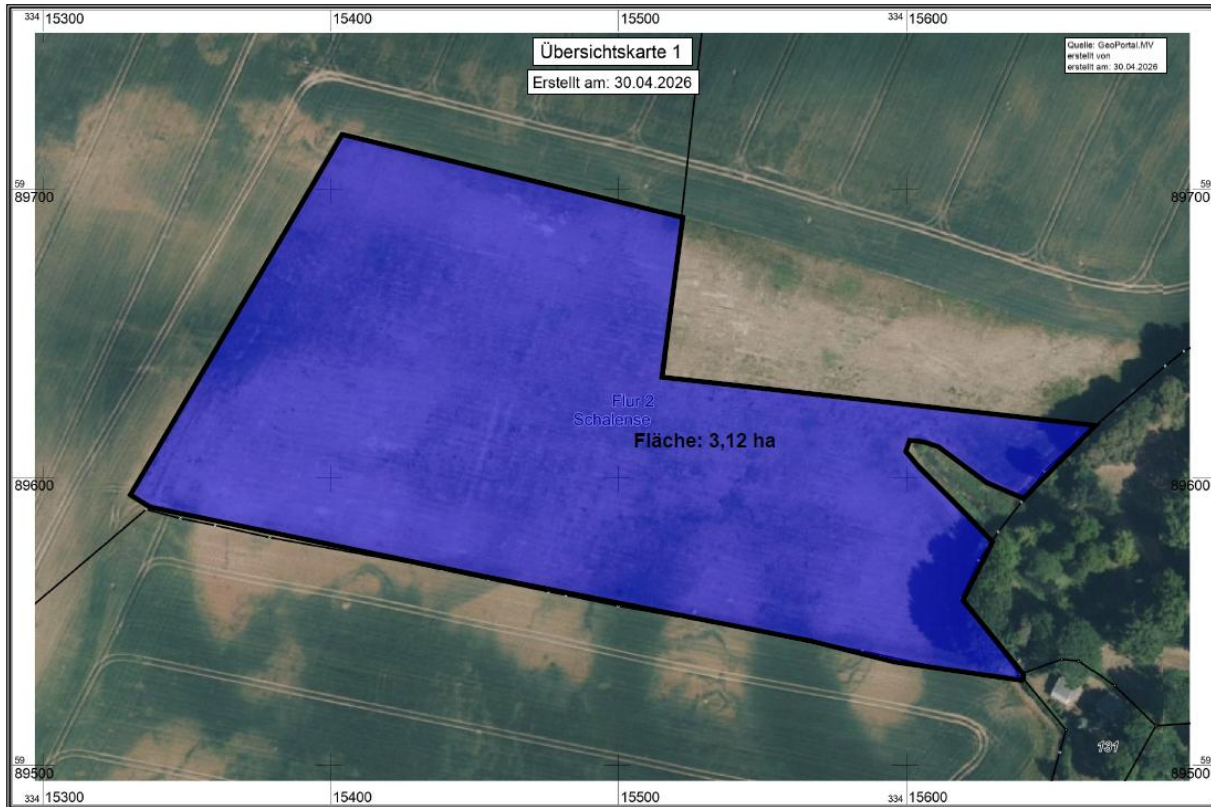 334 15300
15400
15500
334 15600
Übersichtskarte 1
Erstellt am: 30.04.2026
Quelle: GeoPortal.MV
erstellt von
erstellt am: 30.04.2026
59
89700
59
89700
Flur 2
Schalense
Fläche: 3,12 ha
89600
89600
131
59
89500
59
89500
334 15300
15400
15500
334 15600